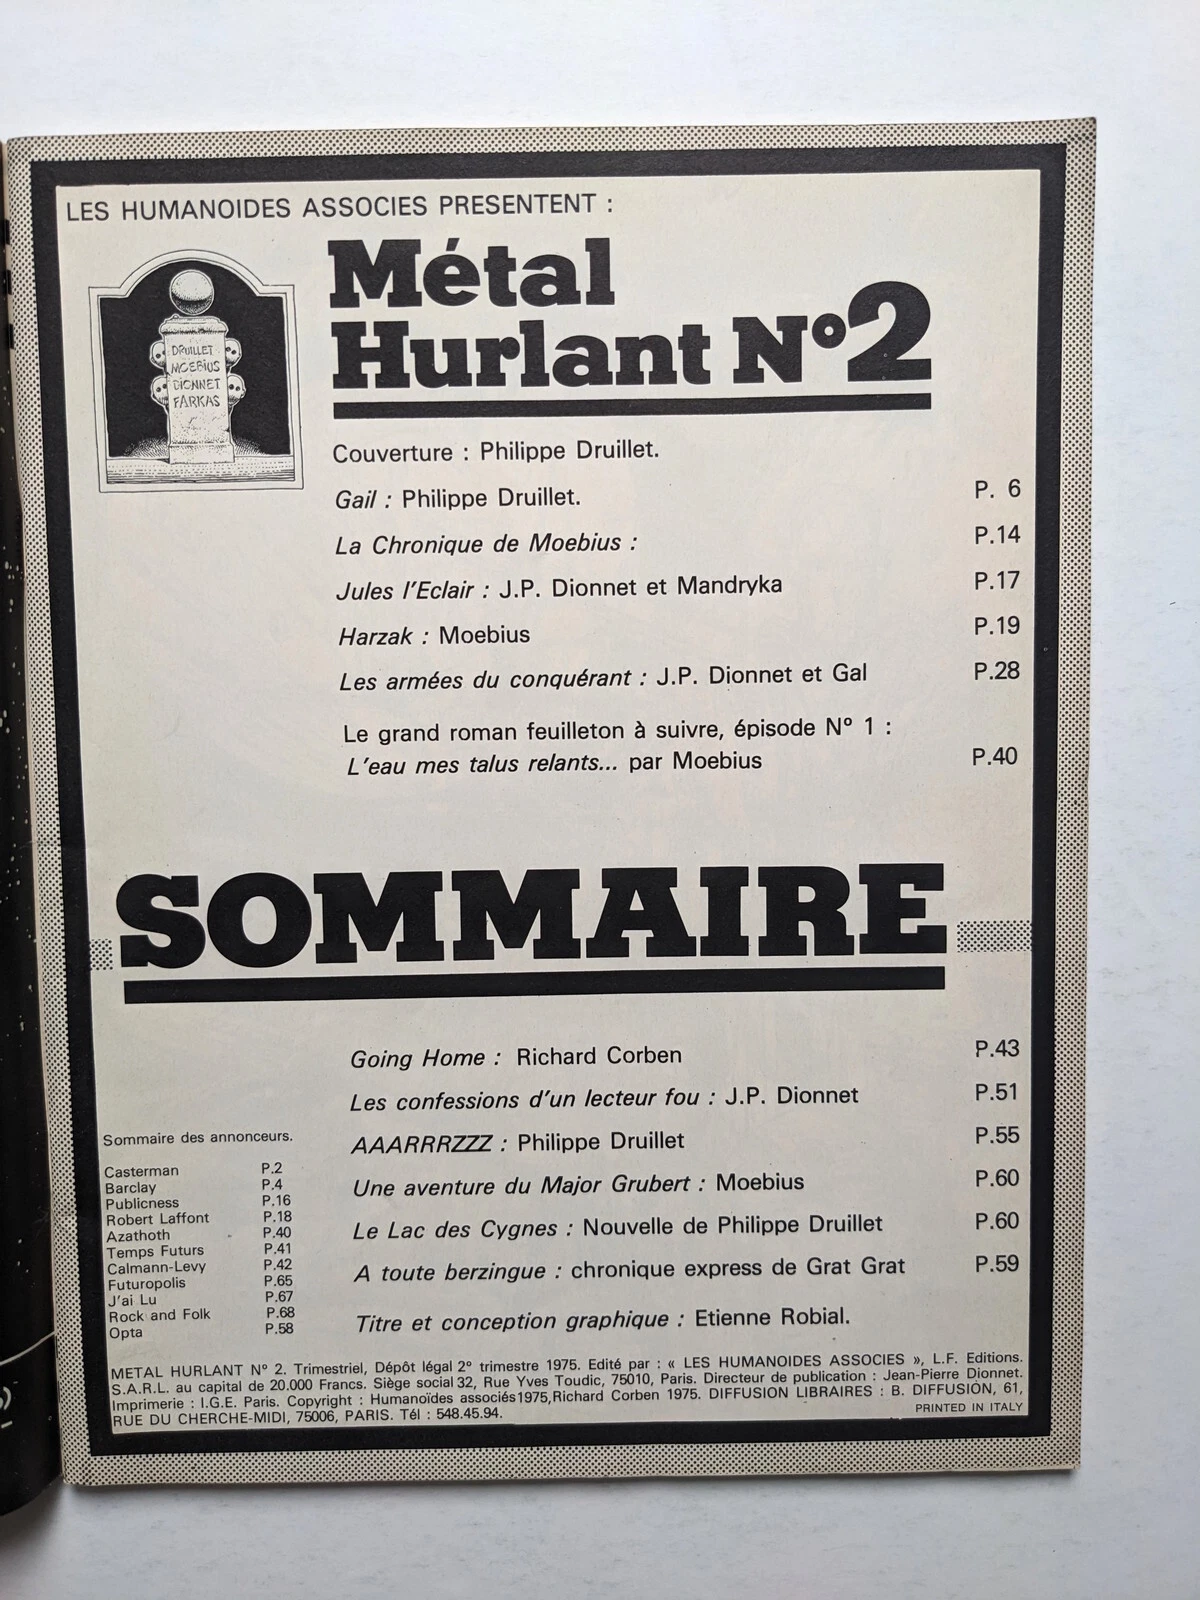 LES HUMANOIDES ASSOCIES PRESENTENT :
DRUILLET
MOEBIUS
DIONNET
FARKAS
Métal
Hurlant Nº2
Couverture : Philippe Druillet.
Gail : Philippe Druillet. P. 6
La Chronique de Moebius : P.14
Jules l'Eclair : J.P. Dionnet et Mandryka P.17
Harzak : Moebius P.19
Les armées du conquérant : J.P. Dionnet et Gal P.28
Le grand roman feuilleton à suivre, épisode Nº 1 :
L'eau mes talus relants... par Moebius P.40
SOMMAIRE
Going Home : Richard Corben P.43
Les confessions d'un lecteur fou : J.P. Dionnet P.51
AAARRRZZZ : Philippe Druillet P.55
Une aventure du Major Grubert : Moebius P.60
Le Lac des Cygnes : Nouvelle de Philippe Druillet P.60
A toute berzingue : chronique express de Grat Grat P.59
Titre et conception graphique : Etienne Robial.
Sommaire des annonceurs.
Casterman P.2
Barclay P.4
Publicness P.16
Robert Laffont P.18
Azathoth P.40
Temps Futurs P.41
Calmann-Levy P.42
Futuropolis P.65
J'ai Lu P.67
Rock and Folk P.68
Opta P.58
METAL HURLANT Nº 2. Trimestriel, Dépôt légal 2º trimestre 1975. Edité par : « LES HUMANOIDES ASSOCIES », L.F. Editions.
S.A.R.L. au capital de 20.000 Francs. Siège social 32, Rue Yves Toudic, 75010, Paris. Directeur de publication : Jean-Pierre Dionnet.
Imprimerie : I.G.E. Paris. Copyright : Humanoïdes associés 1975, Richard Corben 1975. DIFFUSION LIBRAIRES : B. DIFFUSION, 61,
RUE DU CHERCHE-MIDI, 75006, PARIS. Tél : 548.45.94.
PRINTED IN ITALY